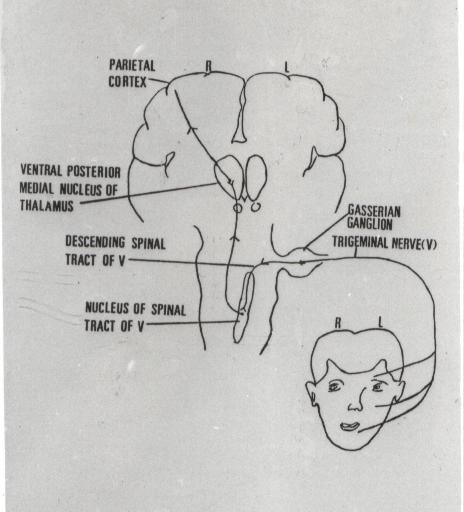 R L
PARIETAL
CORTEX
VENTRAL POSTERIOR
MEDIAL NUCLEUS OF
THALAMUS
GASSERIAN
GANGLION
DESCENDING SPINAL
TRACT OF V
TRIGEMINAL NERVE(V)
NUCLEUS OF SPINAL
TRACT OF V
R L